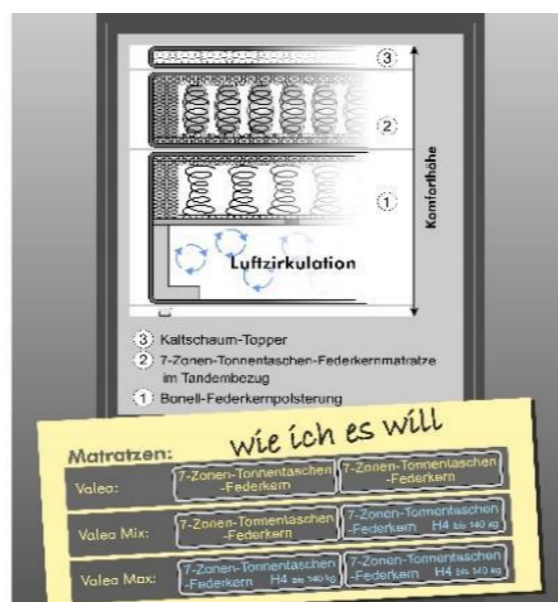 3
2
1
Komforthöhe
Luftzirkulation
3 Kaltschaum-Topper
2 7-Zonen-Tonnentaschen-Federkernmatratze
im Tandembezug
1 Bonell-Federkernpolsterung
wie ich es will
Matratzen:
Valea: 7-Zonen-Tonnentaschen 7-Zonen-Tonnentaschen
-Federkern -Federkern
Valea Mix: 7-Zonen-Tonnentaschen 7-Zonen-Tonnentaschen
-Federkern -Federkern H4 bis 140 kg
Valea Max: 7-Zonen-Tonnentaschen 7-Zonen-Tonnentaschen
-Federkern H4 bis 140 kg -Federkern H4 bis 140 kg